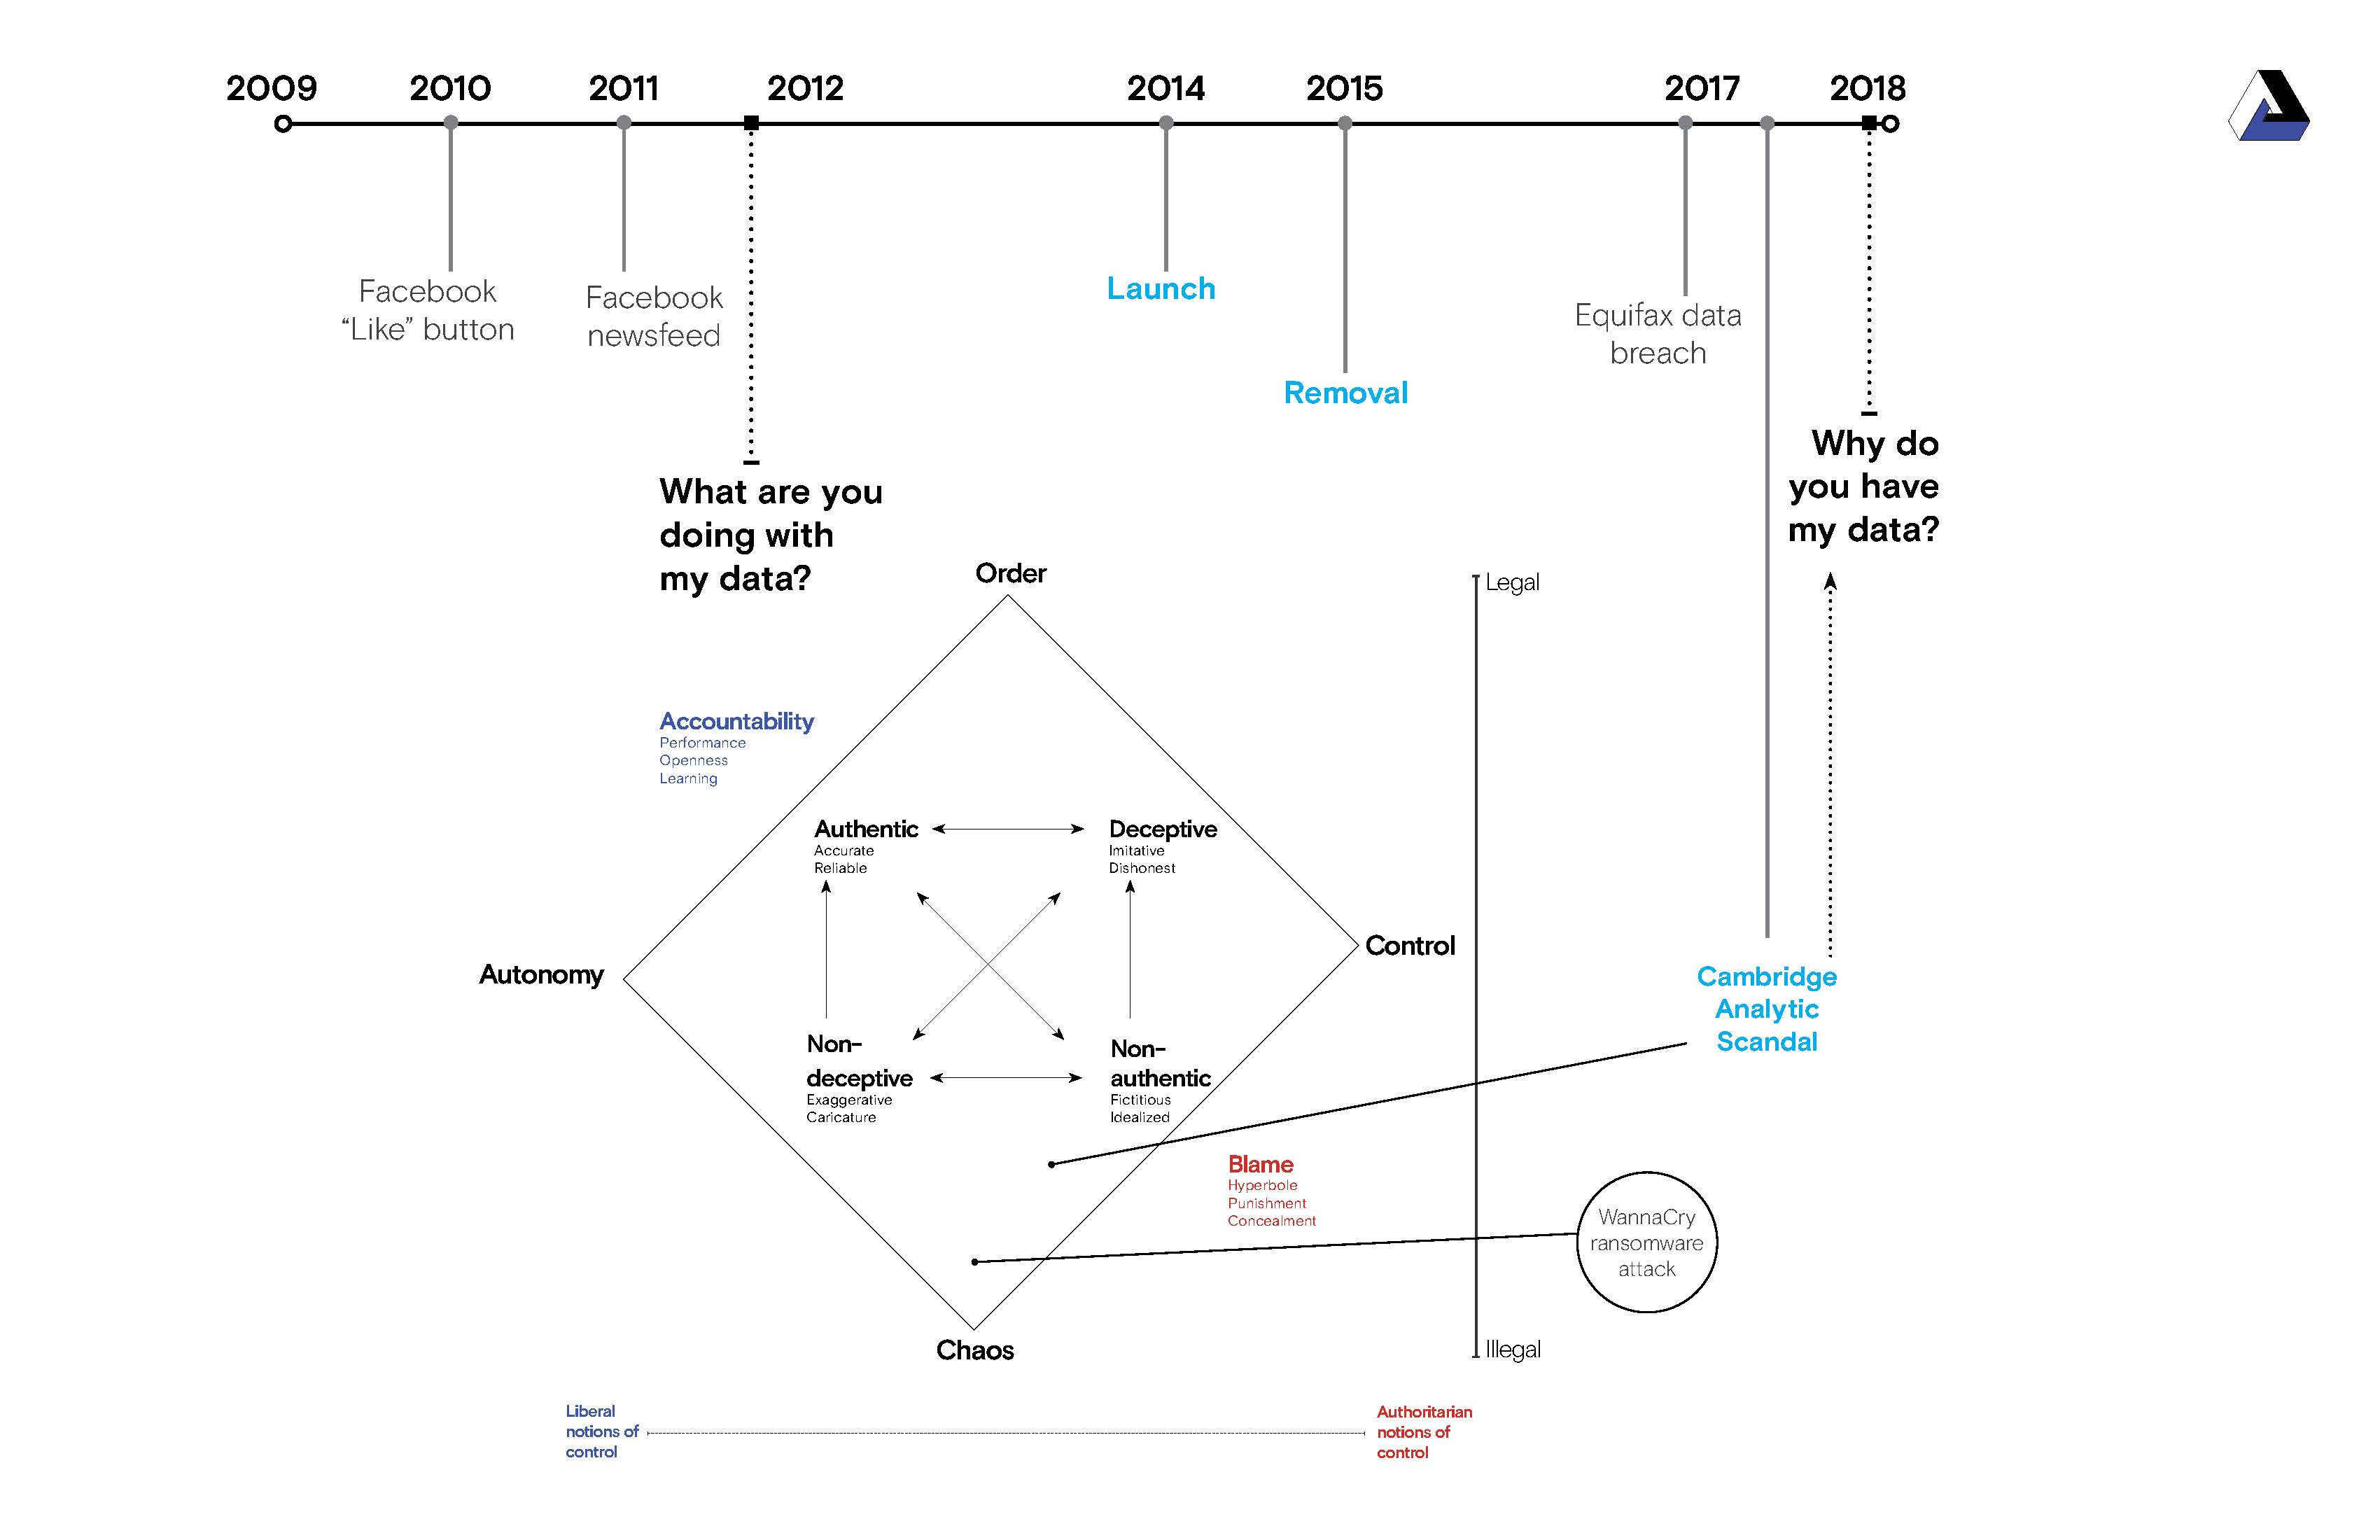 2009 2010 2011 2012 2014 2015 2017 2018
Facebook
“Like” button
Facebook
newsfeed
Launch
Removal
Equifax data
breach
What are you
doing with
my data?
Why do
you have
my data?
Order
Legal
Accountability
Performance
Openness
Learning
Authentic
Accurate
Reliable
Deceptive
Imitative
Dishonest
Autonomy
Control
Cambridge
Analytic
Scandal
Non-
deceptive
Exaggerative
Caricature
Non-
authentic
Fictitious
Idealized
Blame
Hyperbole
Punishment
Concealment
WannaCry
ransomware
attack
Chaos
Illegal
Liberal
notions of
control
Authoritarian
notions of
control